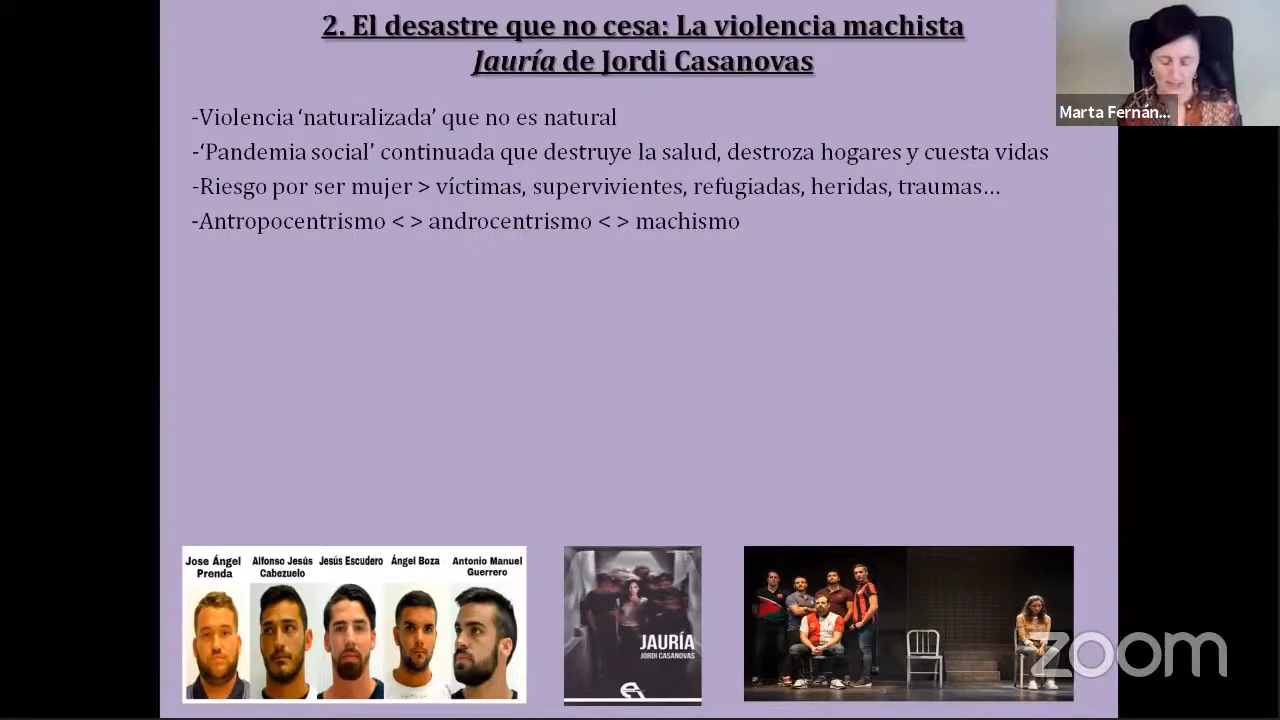 2. El desastre que no cesa: La violencia machista
Jauría de Jordi Casanovas
Marta Fernán...
-Violencia ‘naturalizada’ que no es natural
-‘Pandemia social’ continuada que destruye la salud, destroza hogares y cuesta vidas
-Riesgo por ser mujer > víctimas, supervivientes, refugiadas, heridas, traumas…
-Antropocentrismo < > androcentrismo < > machismo
Jose Ángel
Prenda
Alfonso Jesús
Cabezuelo
Jesús Escudero
Ángel Boza
Antonio Manuel
Guerrero
JAURÍA
JORDI CASANOVAS
zoom